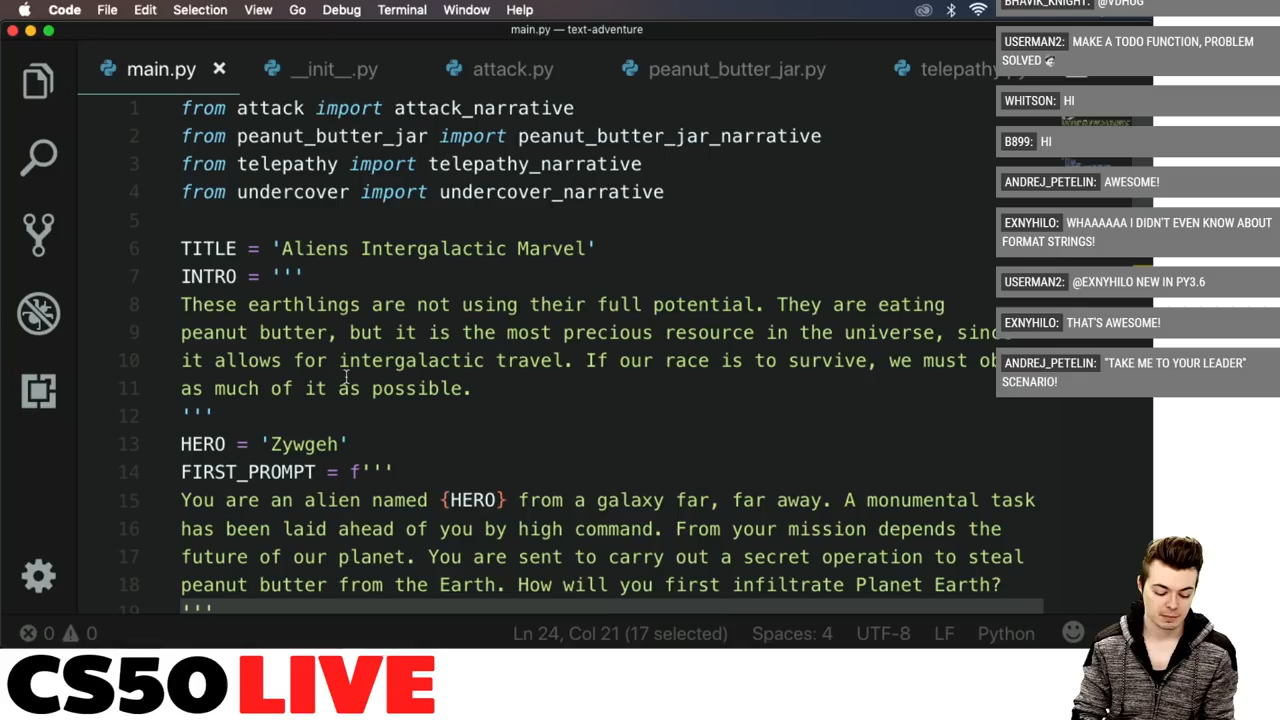 Code File Edit Selection View Go Debug Terminal Window Help
main.py — text-adventure
main.py × __init__.py attack.py peanut_butter_jar.py telepathy.py
1 from attack import attack_narrative
2 from peanut_butter_jar import peanut_butter_jar_narrative
3 from telepathy import telepathy_narrative
4 from undercover import undercover_narrative
5
6 TITLE = 'Aliens Intergalactic Marvel'
7 INTRO = '''
8 These earthlings are not using their full potential. They are eating
9 peanut butter, but it is the most precious resource in the universe, sinc
10 it allows for intergalactic travel. If our race is to survive, we must ob
11 as much of it as possible.
12 '''
13 HERO = 'Zywgeh'
14 FIRST_PROMPT = f'''
15 You are an alien named {HERO} from a galaxy far, far away. A monumental task
16 has been laid ahead of you by high command. From your mission depends the
17 future of our planet. You are sent to carry out a secret operation to steal
18 peanut butter from the Earth. How will you first infiltrate Planet Earth?
19 '''
0 0 Ln 24, Col 21 (17 selected) Spaces: 4 UTF-8 LF Python
BHAVIK_KNIGHT: @VDHUG
USERMAN2: MAKE A TODO FUNCTION, PROBLEM
SOLVED
WHITSON: HI
B899: HI
ANDREJ_PETELIN: AWESOME!
EXNYHILO: WHAAAAAA I DIDN'T EVEN KNOW ABOUT
FORMAT STRINGS!
USERMAN2: @EXNYHILO NEW IN PY3.6
EXNYHILO: THAT'S AWESOME!
ANDREJ_PETELIN: "TAKE ME TO YOUR LEADER"
SCENARIO!
CS50 LIVE